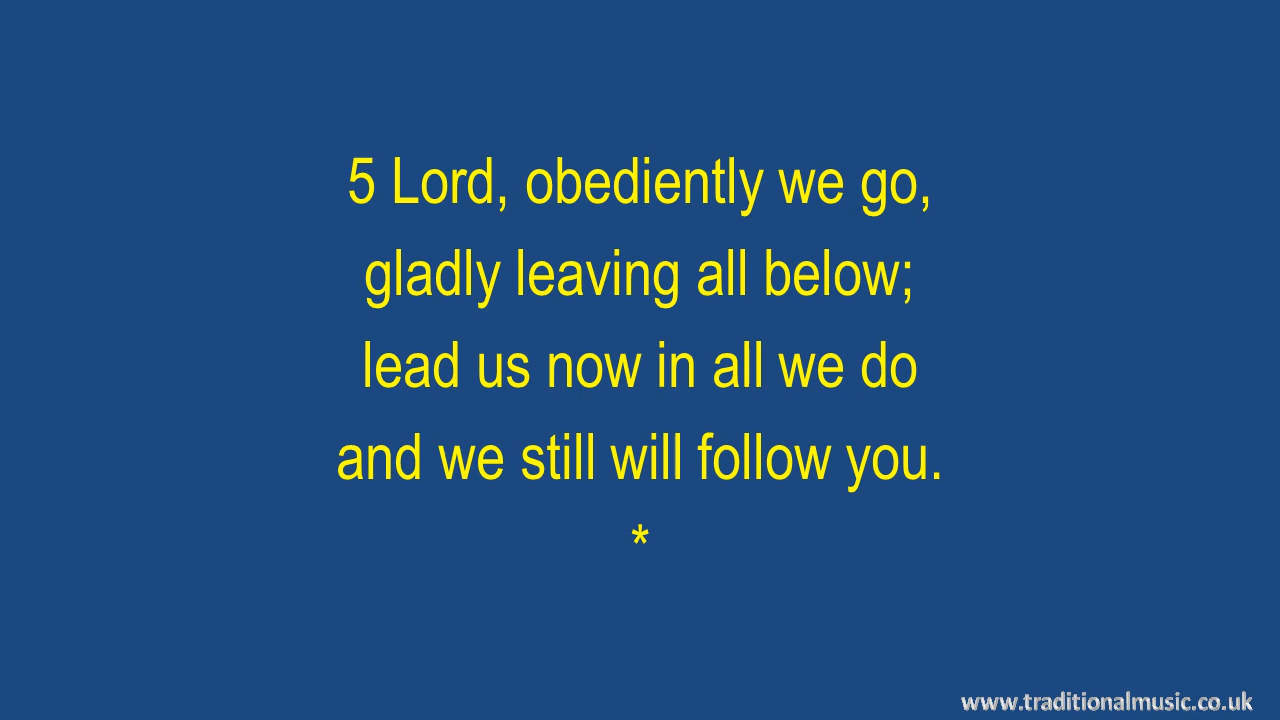 5 Lord, obediently we go,
gladly leaving all below;
lead us now in all we do
and we still will follow you.
*
www.traditionalmusic.co.uk